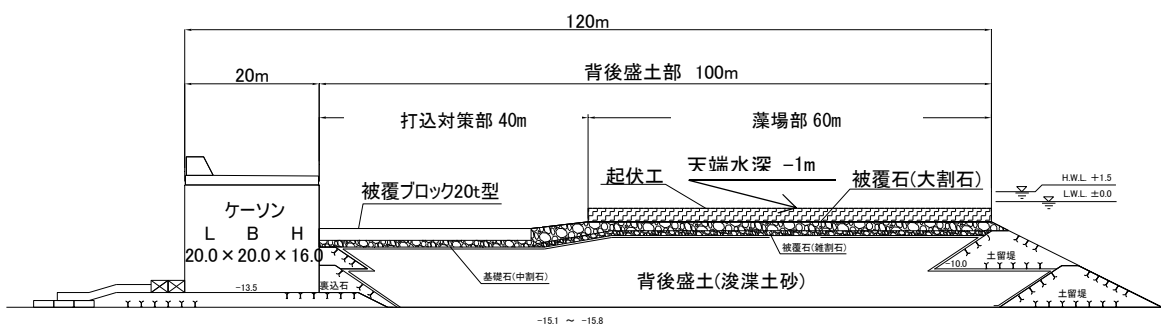 120m
20m
背後盛土部 100m
打込対策部 40m
藻場部 60m
天端水深 -1m
起伏工
被覆石(大割石)
被覆ブロック20t型
H.W.L. +1.5
L.W.L. ±0.0
ケーソン
L B H
20.0×20.0×16.0
被覆石(雑割石)
土留堤
-10.0
基礎石(中割石)
裏込石
背後盛土(浚渫土砂)
-13.5
土留堤
-15.1 ~ -15.8